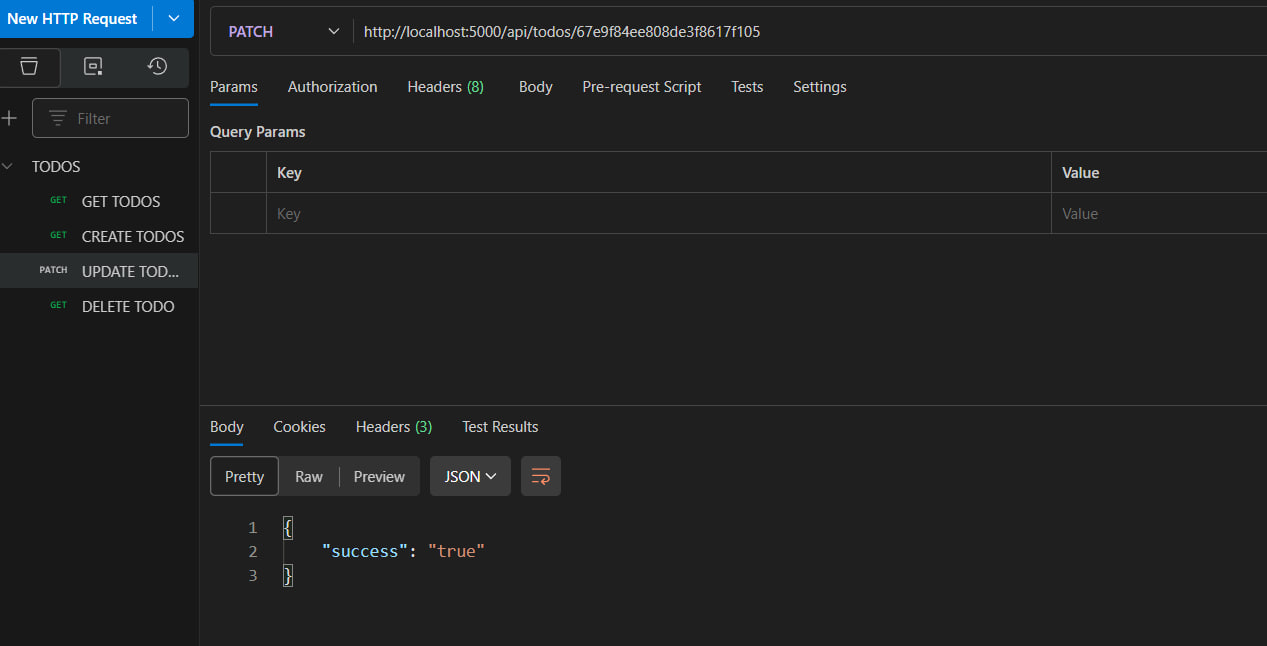 New HTTP Request
PATCH http://localhost:5000/api/todos/67e9f84ee808de3f8617f105
Params Authorization Headers (8) Body Pre-request Script Tests Settings
Filter
Query Params
TODOS
Key Value
GET GET TODOS
Key Value
GET CREATE TODOS
PATCH UPDATE TOD...
GET DELETE TODO
Body Cookies Headers (3) Test Results
Pretty Raw Preview JSON
1 {
2 "success": "true"
3 }